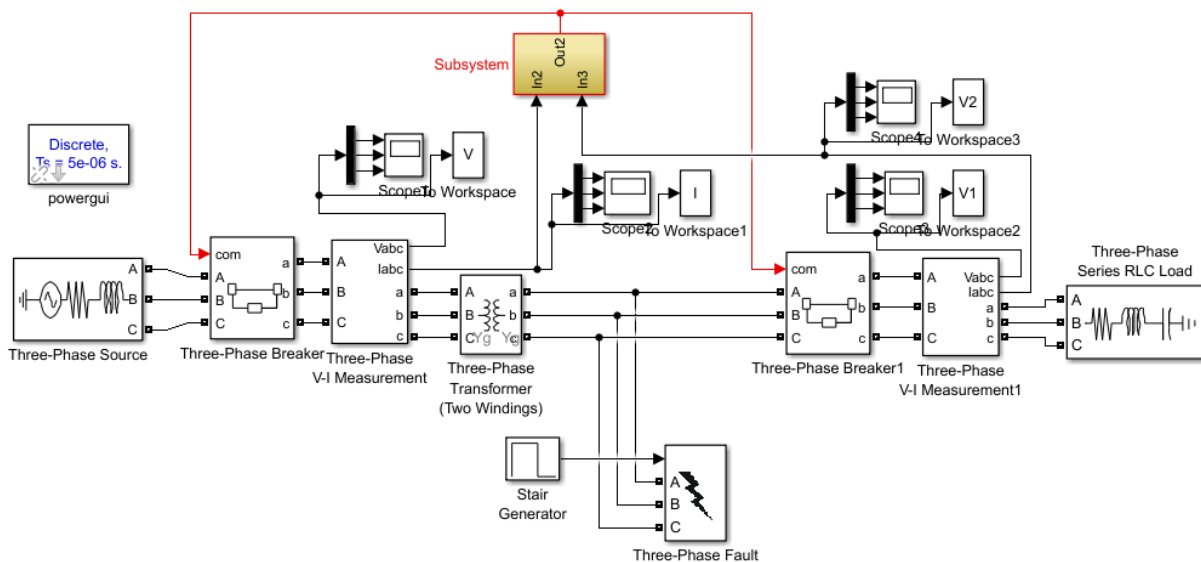 Out2
Subsystem
In2
In3
Discrete,
Ts = 5e-06 s.
powergui
V
To Workspace
Scope2
I
To Workspace1
Scope4
V2
To Workspace3
Scope3
V1
To Workspace2
A
B
C
Three-Phase Source
com
A
B
C
a
b
c
Three-Phase Breaker
A
B
C
Vabc
Iabc
a
b
c
Three-Phase
V-I Measurement
A
B
C
a
b
c
Yg Yg
Three-Phase
Transformer
(Two Windings)
com
A
B
C
a
b
c
Three-Phase Breaker1
A
B
C
Vabc
Iabc
a
b
c
Three-Phase
V-I Measurement1
Three-Phase
Series RLC Load
A
B
C
Stair
Generator
A
B
C
Three-Phase Fault